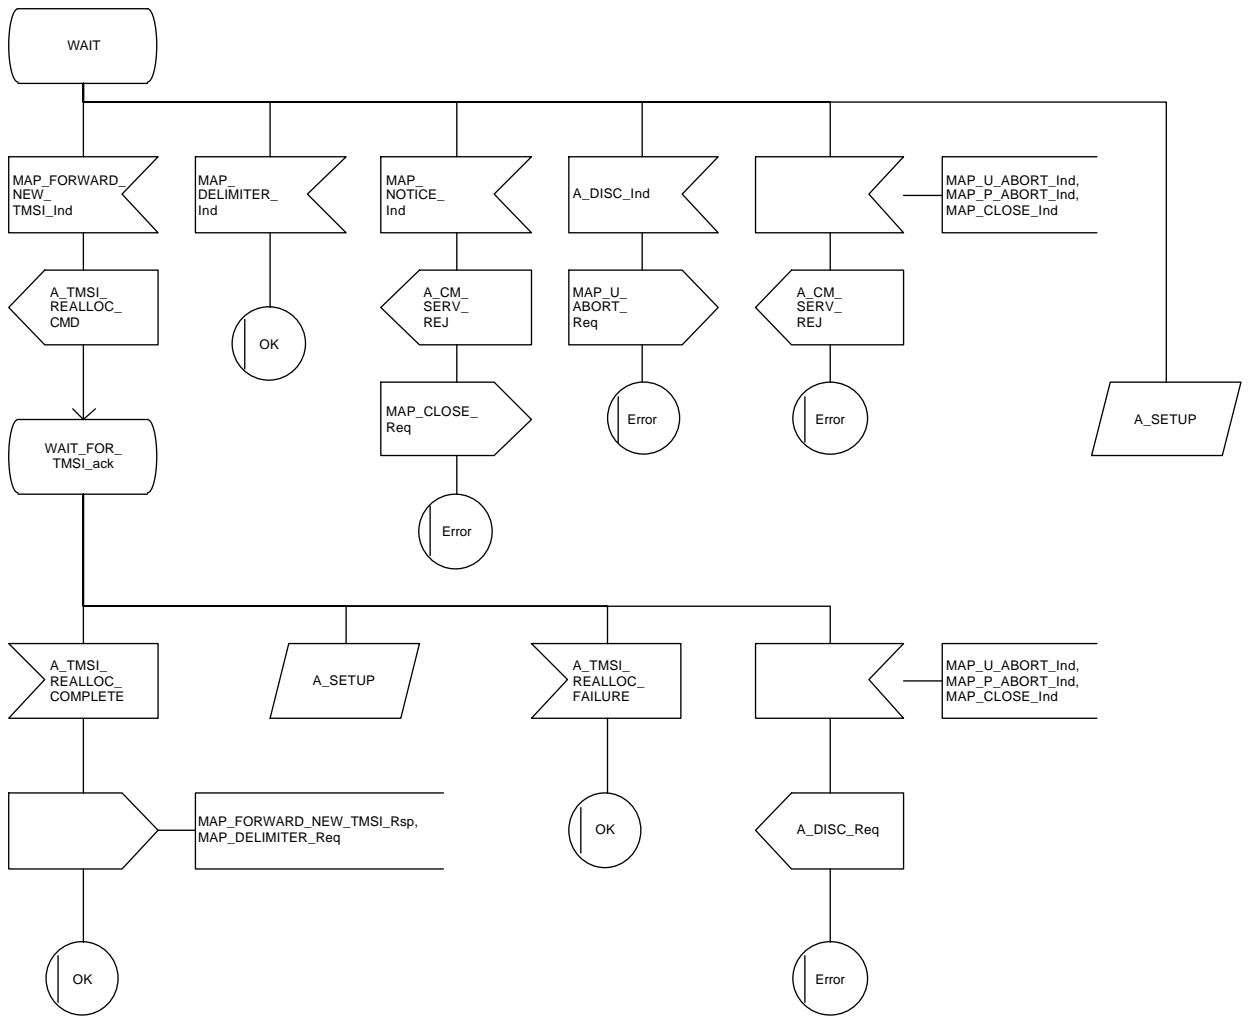 WAIT
MAP_FORWARD_
NEW_
TMSI_Ind
MAP_
DELIMITER_
Ind
MAP_
NOTICE_
Ind
A_DISC_Ind
MAP_U_ABORT_Ind,
MAP_P_ABORT_Ind,
MAP_CLOSE_Ind
A_TMSI_
REALLOC_
CMD
OK
A_CM_
SERV_
REJ
MAP_U_
ABORT_
Req
A_CM_
SERV_
REJ
MAP_CLOSE_
Req
Error
Error
A_SETUP
WAIT_FOR_
TMSI_ack
Error
A_TMSI_
REALLOC_
COMPLETE
A_SETUP
A_TMSI_
REALLOC_
FAILURE
MAP_U_ABORT_Ind,
MAP_P_ABORT_Ind,
MAP_CLOSE_Ind
MAP_FORWARD_NEW_TMSI_Rsp,
MAP_DELIMITER_Req
OK
A_DISC_Req
OK
Error